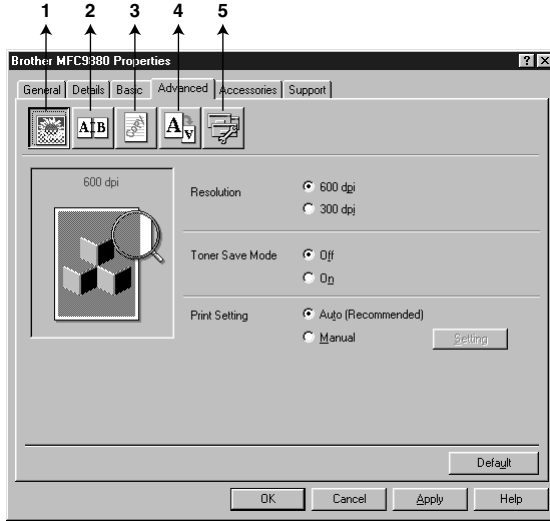 1 2 3 4 5
Brother MFC9880 Properties
General Details Basic Advanced Accessories Support
A B copy A A
600 dpi
Resolution
600 dpi
300 dpi
Toner Save Mode
Off
On
Print Setting
Auto (Recommended)
Manual
Setting
Default
OK Cancel Apply Help